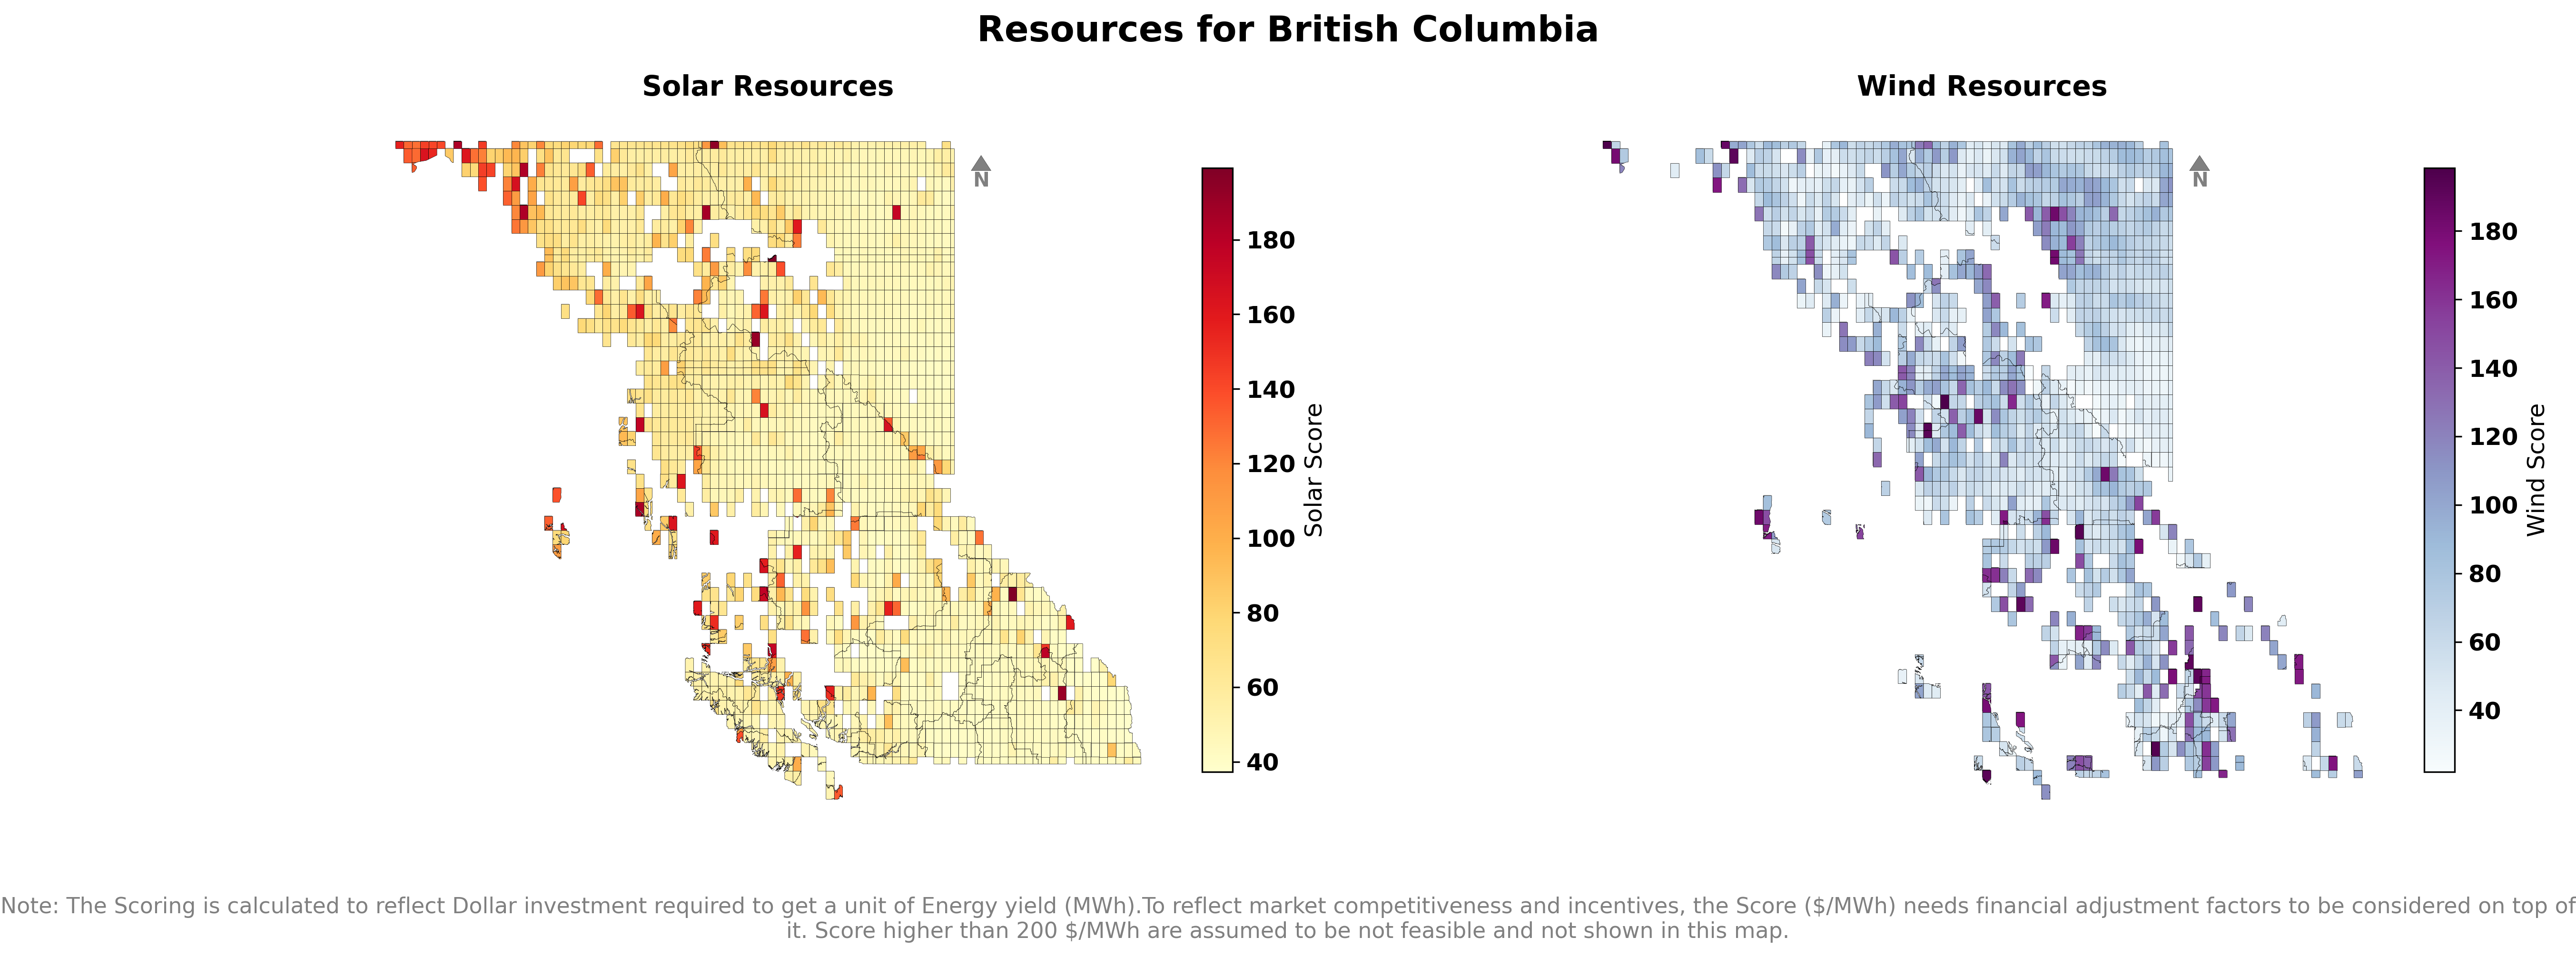 Resources for British Columbia
Solar Resources
Wind Resources
N
N
180
160
140
120
100
80
60
40
Solar Score
180
160
140
120
100
80
60
40
Wind Score
Note: The Scoring is calculated to reflect Dollar investment required to get a unit of Energy yield (MWh).To reflect market competitiveness and incentives, the Score ($/MWh) needs financial adjustment factors to be considered on top of
it. Score higher than 200 $/MWh are assumed to be not feasible and not shown in this map.